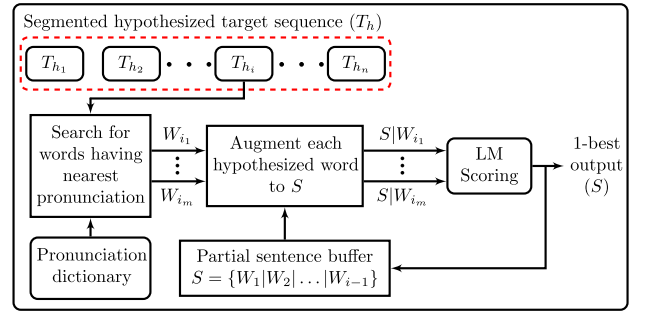 Segmented hypothesized target sequence (T_h)
T_{h_1} T_{h_2} • • • T_{h_i} • • • T_{h_n}
Search for
words having
nearest
pronunciation
W_{i_1}
⋮
W_{i_m}
Augment each
hypothesized word
to S
S|W_{i_1}
⋮
S|W_{i_m}
LM
Scoring
1-best
output
(S)
Pronunciation
dictionary
Partial sentence buffer
S = {W_1|W_2| . . . |W_{i−1}}